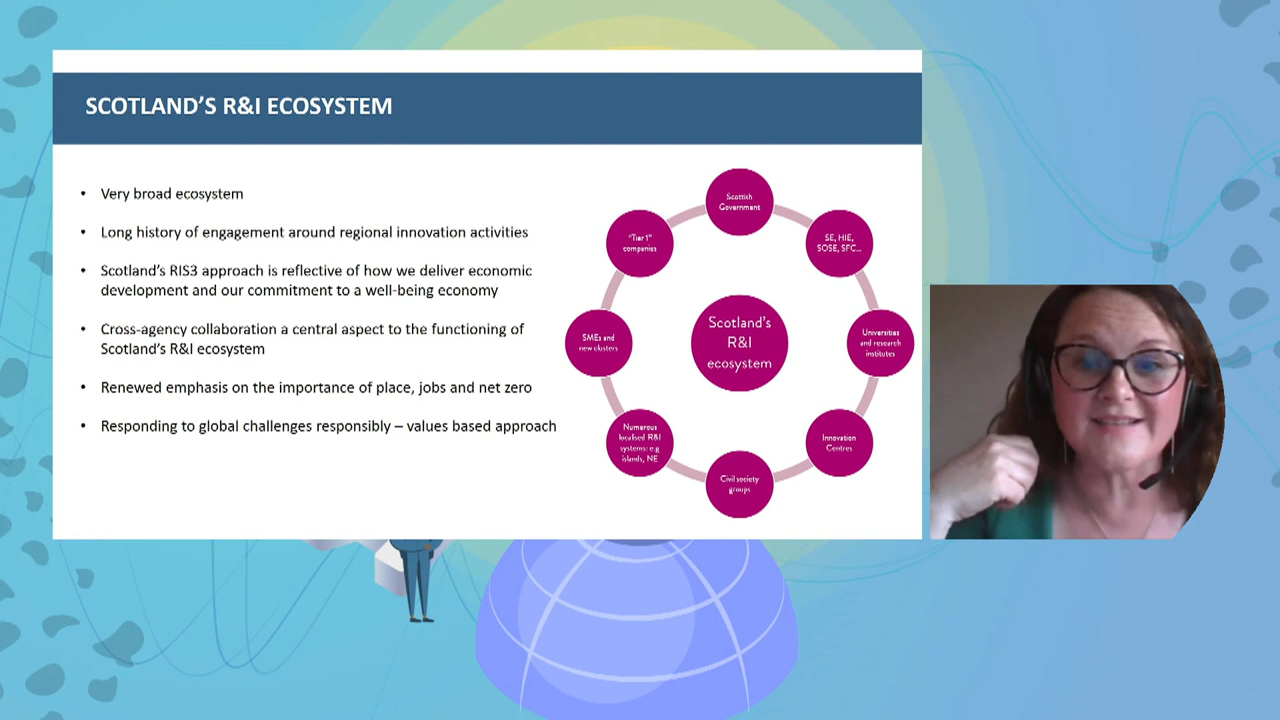 SCOTLAND'S R&I ECOSYSTEM
• Very broad ecosystem
• Long history of engagement around regional innovation activities
• Scotland's RIS3 approach is reflective of how we deliver economic
development and our commitment to a well-being economy
• Cross-agency collaboration a central aspect to the functioning of
Scotland's R&I ecosystem
• Renewed emphasis on the importance of place, jobs and net zero
• Responding to global challenges responsibly – values based approach
Scottish
Government
SE, HIE,
SOSE, SFC...
Universities
and research
institutes
Innovation
Centres
Civil society
groups
Numerous
localised R&I
systems: e.g
islands, NE
SMEs and
new clusters
"Tier 1"
companies
Scotland's
R&I
ecosystem